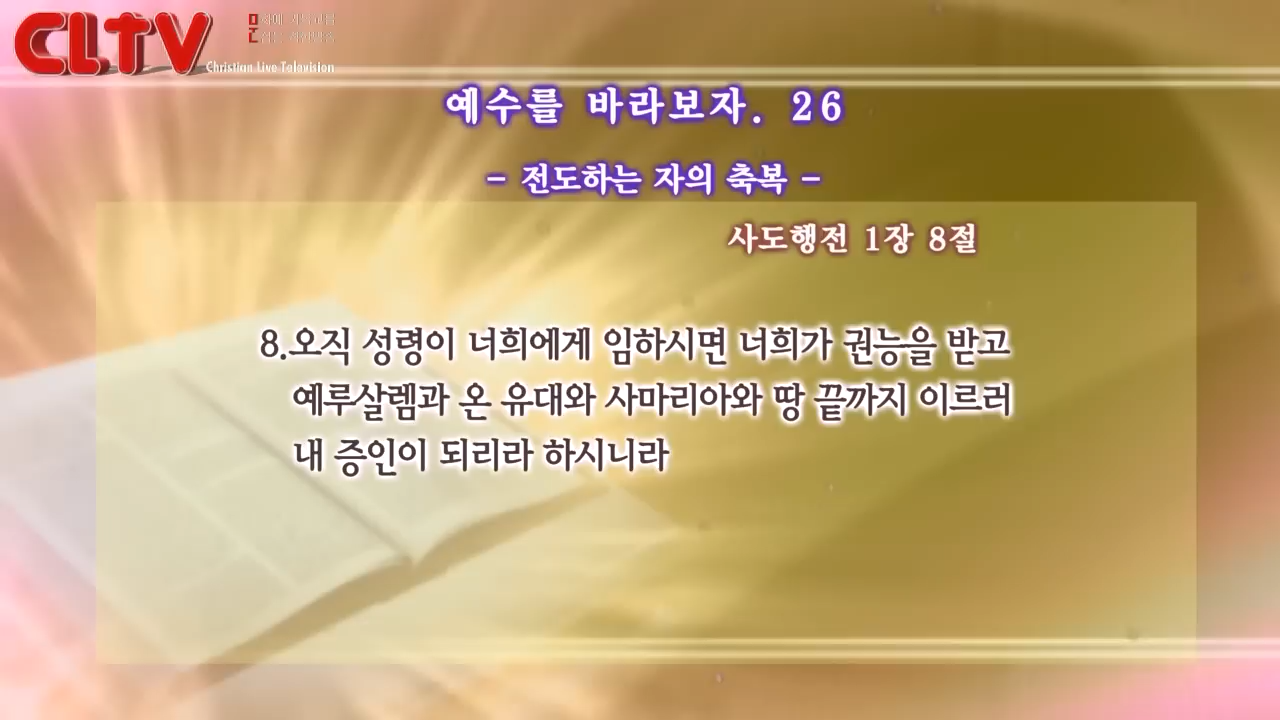 CLTV
Christian Live Television
예수를 바라보자. 26
- 전도하는 자의 축복 -
사도행전 1장 8절
8.오직 성령이 너희에게 임하시면 너희가 권능을 받고
예루살렘과 온 유대와 사마리아와 땅 끝까지 이르러
내 증인이 되리라 하시니라